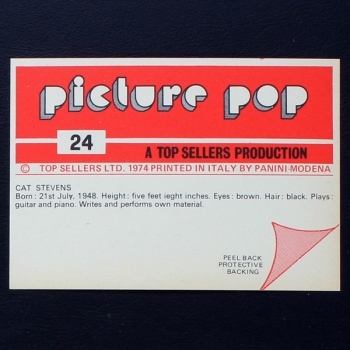 picture pop
24
A TOP SELLERS PRODUCTION
© TOP SELLERS LTD. 1974 PRINTED IN ITALY BY PANINI-MODENA
CAT STEVENS
Born: 21st July, 1948. Height: five feet ieght inches. Eyes: brown. Hair: black. Plays:
guitar and piano. Writes and performs own material.
PEEL BACK
PROTECTIVE
BACKING